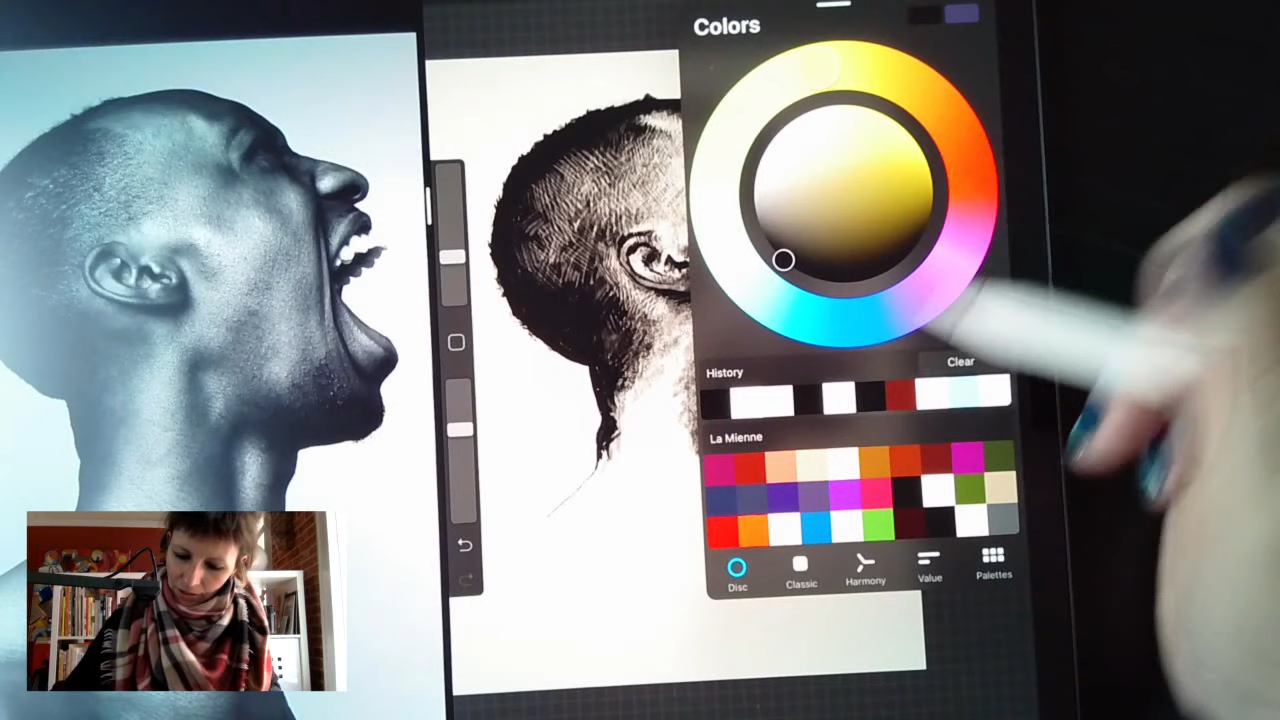 Colors
History
Clear
La Mienne
Disc
Classic
Harmony
Value
Palettes